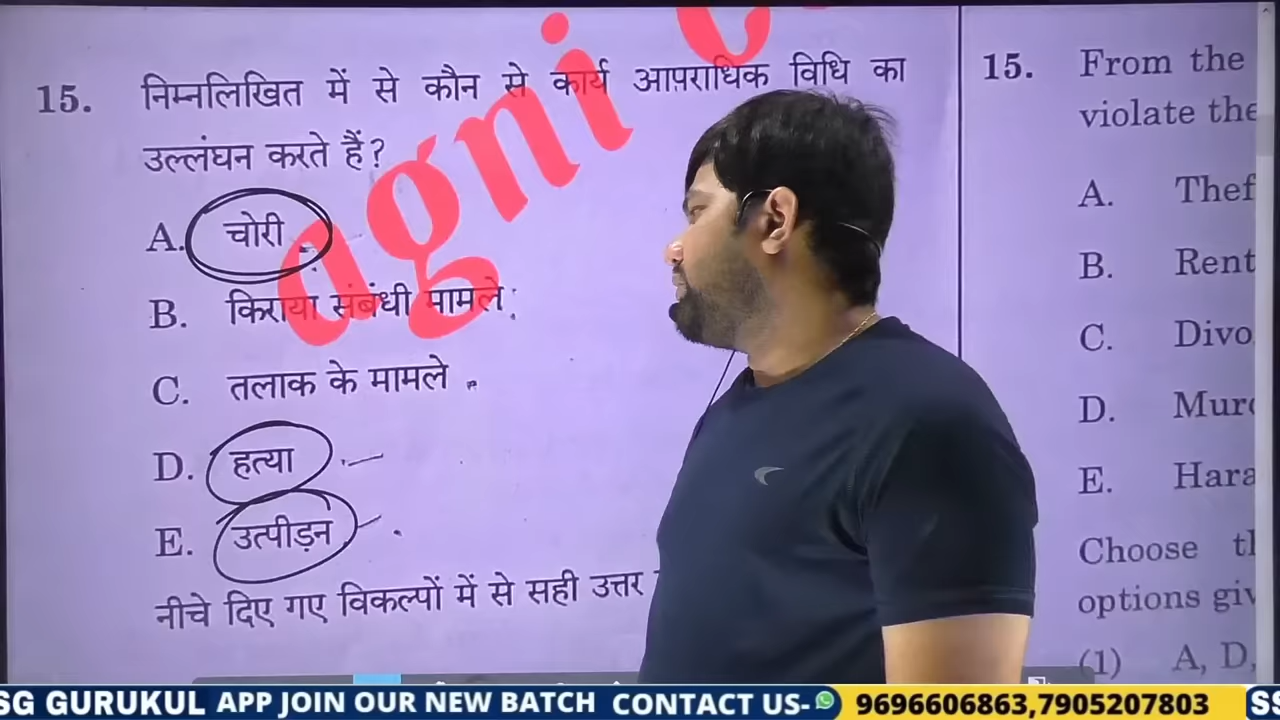 15. निम्नलिखित में से कौन से कार्य आपराधिक विधि का
उल्लंघन करते हैं?
A. चोरी
B. किराया संबंधी मामले
C. तलाक के मामले
D. हत्या
E. उत्पीड़न
नीचे दिए गए विकल्पों में से सही उत्तर
agni
15. From the
violate the
A. Thef
B. Rent
C. Divo
D. Mur
E. Hara
Choose
options giv
(1) A, D,
SG GURUKUL APP JOIN OUR NEW BATCH CONTACT US- 9696606863,7905207803 SS